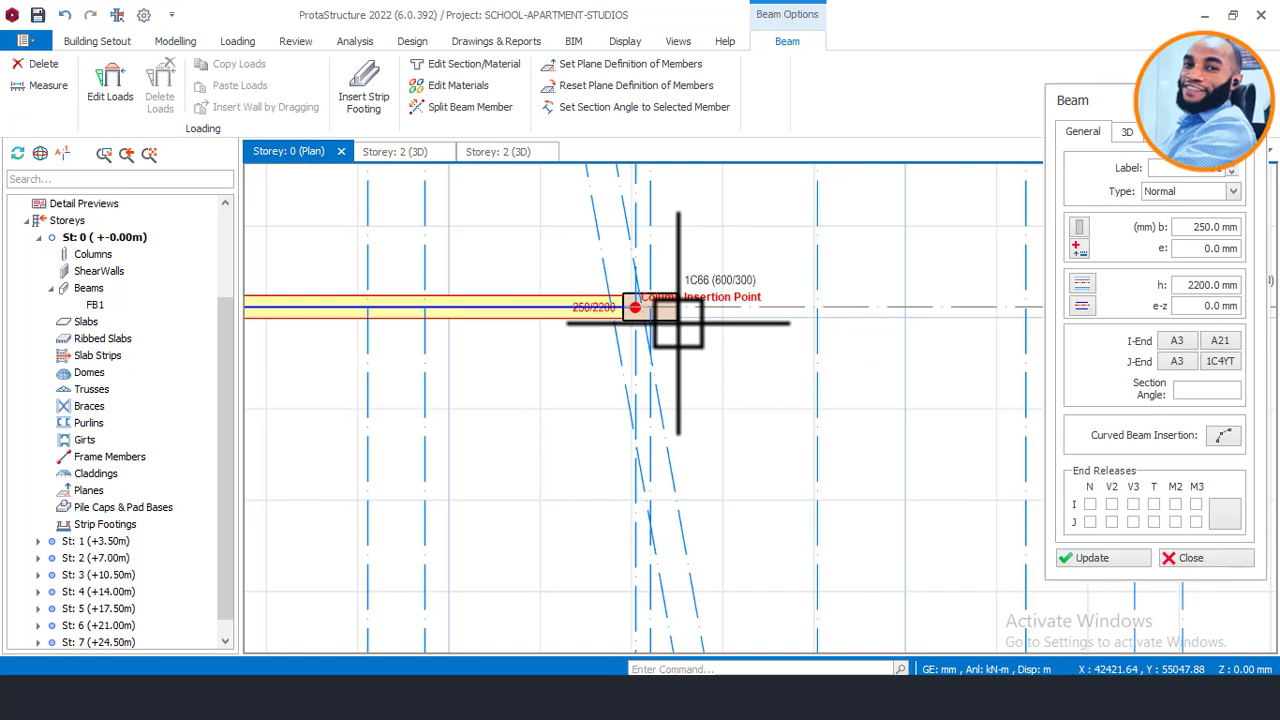 ProtaStructure 2022 (6.0.392) / Project: SCHOOL-APARTMENT-STUDIOS
Beam Options
Building Setout
Modelling
Loading
Review
Analysis
Design
Drawings & Reports
BIM
Display
Views
Help
Beam
Delete
Measure
Edit Loads
Delete Loads
Copy Loads
Paste Loads
Insert Wall by Dragging
Loading
Insert Strip Footing
Edit Section/Material
Edit Materials
Split Beam Member
Set Plane Definition of Members
Reset Plane Definition of Members
Set Section Angle to Selected Member
Storey: 0 (Plan)
Storey: 2 (3D)
Storey: 2 (3D)
Search...
Detail Previews
Storeys
St: 0 ( +-0.00m)
Columns
ShearWalls
Beams
FB1
Slabs
Ribbed Slabs
Slab Strips
Domes
Trusses
Braces
Purlins
Girts
Frame Members
Claddings
Planes
Pile Caps & Pad Bases
Strip Footings
St: 1 (+3.50m)
St: 2 (+7.00m)
St: 3 (+10.50m)
St: 4 (+14.00m)
St: 5 (+17.50m)
St: 6 (+21.00m)
St: 7 (+24.50m)
1C66 (600/300)
Column Insertion Point
250/2200
Beam
General
3D
Label:
Type: Normal
(mm) b: 250.0 mm
e: 0.0 mm
h: 2200.0 mm
e-z 0.0 mm
I-End A3 A21
J-End A3 1C4YT
Section Angle:
Curved Beam Insertion:
End Releases
N V2 V3 T M2 M3
I
J
Update
Close
Activate Windows
Go to Settings to activate Windows.
Enter Command...
GE: mm, Anl: kN-m , Disp: m
X : 42421.64 , Y : 55047.88
Z : 0.00 mm